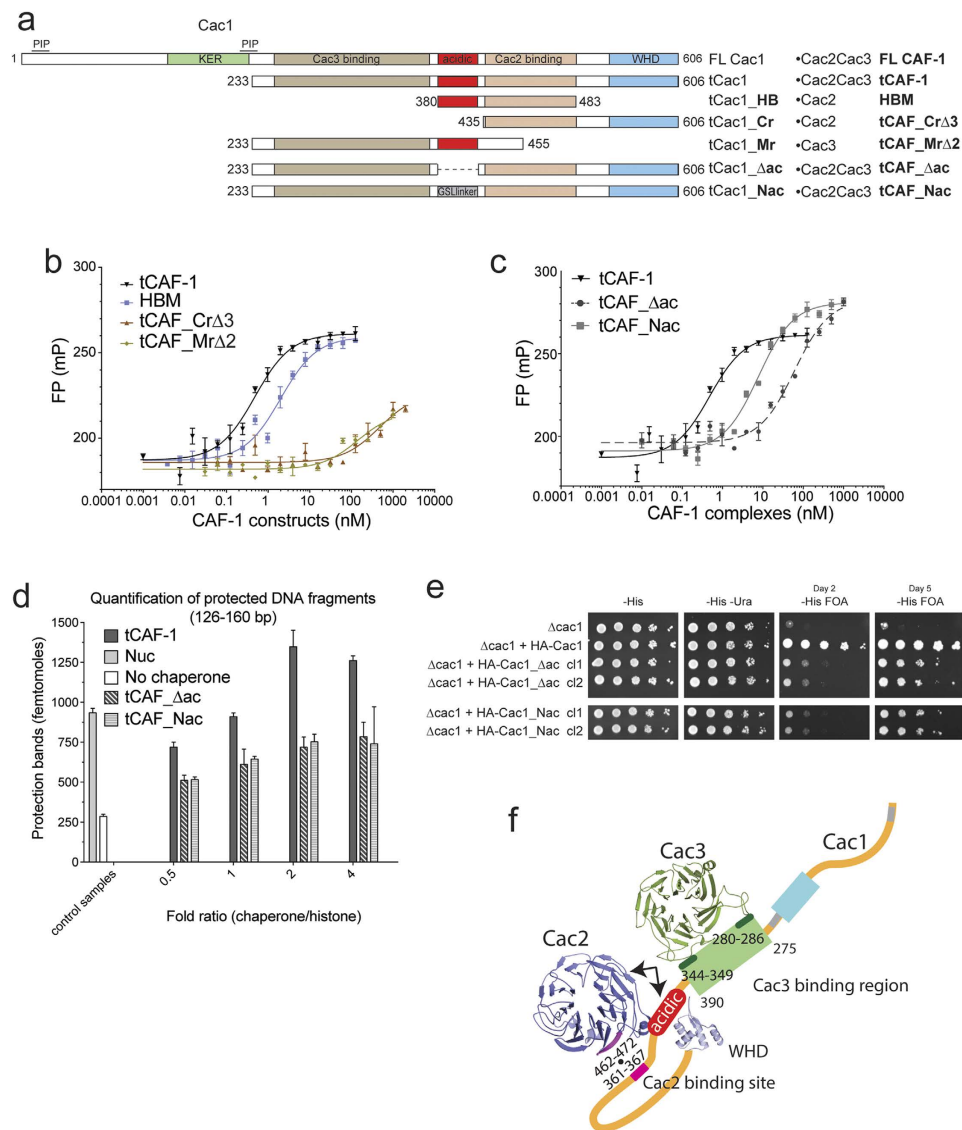 a
Cac1
PIP PIP
1 KER Cac3 binding acidic Cac2 binding WHD 606 FL Cac1 •Cac2Cac3 FL CAF-1
233 606 tCac1 •Cac2Cac3 tCAF-1
380 483 tCac1_HB •Cac2 HBM
435 606 tCac1_Cr •Cac2 tCAF_CrΔ3
233 455 tCac1_Mr •Cac3 tCAF_MrΔ2
233 606 tCac1_Δac •Cac2Cac3 tCAF_Δac
233 GSLlinker 606 tCac1_Nac •Cac2Cac3 tCAF_Nac
b
300
260
220
180
FP (mP)
tCAF-1
HBM
tCAF_CrΔ3
tCAF_MrΔ2
0.0001 0.001 0.01 0.1 1 10 100 1000 10000
CAF-1 constructs (nM)
c
300
260
220
180
FP (mP)
tCAF-1
tCAF_Δac
tCAF_Nac
0.0001 0.001 0.01 0.1 1 10 100 1000 10000
CAF-1 complexes (nM)
d
Quantification of protected DNA fragments
(126-160 bp)
1500
1250
1000
750
500
250
0
Protection bands (femtomoles)
tCAF-1
Nuc
No chaperone
tCAF_Δac
tCAF_Nac
control samples 0.5 1 2 4
Fold ratio (chaperone/histone)
e
Day 2 Day 5
-His -His -Ura -His FOA -His FOA
Δcac1
Δcac1 + HA-Cac1
Δcac1 + HA-Cac1_Δac cl1
Δcac1 + HA-Cac1_Δac cl2
Δcac1 + HA-Cac1_Nac cl1
Δcac1 + HA-Cac1_Nac cl2
f
Cac1
Cac3
Cac2
280-286
275
344-349
Cac3 binding region
390
acidic
WHD
462-472
361-367
Cac2 binding site